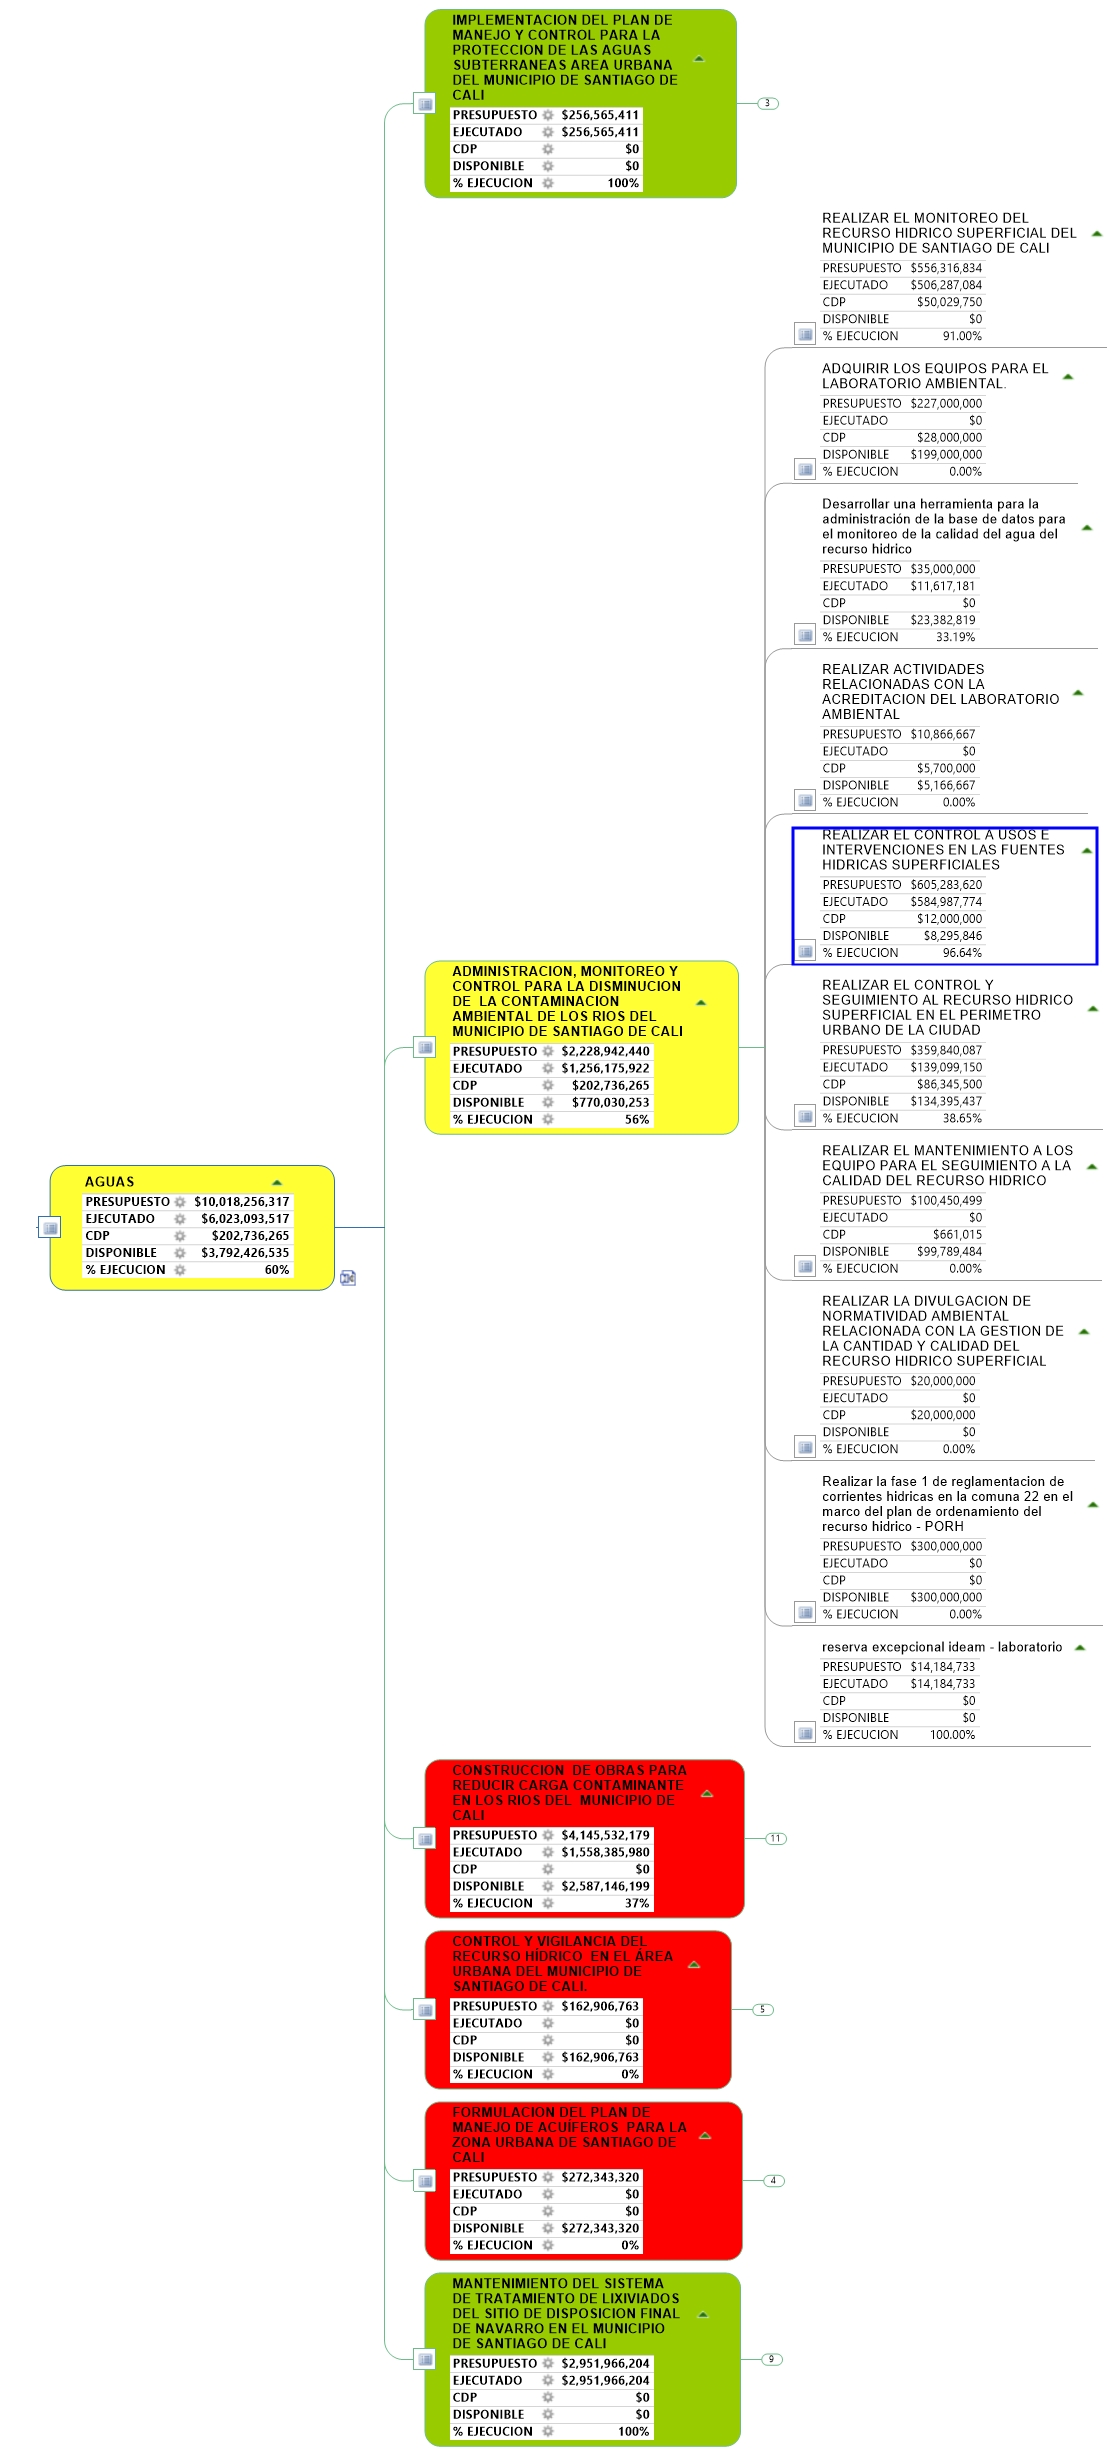 AGUAS
PRESUPUESTO $10,018,256,317
EJECUTADO $6,023,093,517
CDP $202,736,265
DISPONIBLE $3,792,426,535
% EJECUCION 60%
IMPLEMENTACION DEL PLAN DE
MANEJO Y CONTROL PARA LA
PROTECCION DE LAS AGUAS
SUBTERRANEAS AREA URBANA
DEL MUNICIPIO DE SANTIAGO DE
CALI
PRESUPUESTO $256,565,411
EJECUTADO $256,565,411
CDP $0
DISPONIBLE $0
% EJECUCION 100%
3
ADMINISTRACION, MONITOREO Y
CONTROL PARA LA DISMINUCION
DE LA CONTAMINACION
AMBIENTAL DE LOS RIOS DEL
MUNICIPIO DE SANTIAGO DE CALI
PRESUPUESTO $2,228,942,440
EJECUTADO $1,256,175,922
CDP $202,736,265
DISPONIBLE $770,030,253
% EJECUCION 56%
REALIZAR EL MONITOREO DEL
RECURSO HIDRICO SUPERFICIAL DEL
MUNICIPIO DE SANTIAGO DE CALI
PRESUPUESTO $556,316,834
EJECUTADO $506,287,084
CDP $50,029,750
DISPONIBLE $0
% EJECUCION 91.00%
ADQUIRIR LOS EQUIPOS PARA EL
LABORATORIO AMBIENTAL.
PRESUPUESTO $227,000,000
EJECUTADO $0
CDP $28,000,000
DISPONIBLE $199,000,000
% EJECUCION 0.00%
Desarrollar una herramienta para la
administración de la base de datos para
el monitoreo de la calidad del agua del
recurso hidrico
PRESUPUESTO $35,000,000
EJECUTADO $11,617,181
CDP $0
DISPONIBLE $23,382,819
% EJECUCION 33.19%
REALIZAR ACTIVIDADES
RELACIONADAS CON LA
ACREDITACION DEL LABORATORIO
AMBIENTAL
PRESUPUESTO $10,866,667
EJECUTADO $0
CDP $5,700,000
DISPONIBLE $5,166,667
% EJECUCION 0.00%
REALIZAR EL CONTROL A USOS E
INTERVENCIONES EN LAS FUENTES
HIDRICAS SUPERFICIALES
PRESUPUESTO $605,283,620
EJECUTADO $584,987,774
CDP $12,000,000
DISPONIBLE $8,295,846
% EJECUCION 96.64%
REALIZAR EL CONTROL Y
SEGUIMIENTO AL RECURSO HIDRICO
SUPERFICIAL EN EL PERIMETRO
URBANO DE LA CIUDAD
PRESUPUESTO $359,840,087
EJECUTADO $139,099,150
CDP $86,345,500
DISPONIBLE $134,395,437
% EJECUCION 38.65%
REALIZAR EL MANTENIMIENTO A LOS
EQUIPO PARA EL SEGUIMIENTO A LA
CALIDAD DEL RECURSO HIDRICO
PRESUPUESTO $100,450,499
EJECUTADO $0
CDP $661,015
DISPONIBLE $99,789,484
% EJECUCION 0.00%
REALIZAR LA DIVULGACION DE
NORMATIVIDAD AMBIENTAL
RELACIONADA CON LA GESTION DE
LA CANTIDAD Y CALIDAD DEL
RECURSO HIDRICO SUPERFICIAL
PRESUPUESTO $20,000,000
EJECUTADO $0
CDP $20,000,000
DISPONIBLE $0
% EJECUCION 0.00%
Realizar la fase 1 de reglamentacion de
corrientes hidricas en la comuna 22 en el
marco del plan de ordenamiento del
recurso hidrico - PORH
PRESUPUESTO $300,000,000
EJECUTADO $0
CDP $0
DISPONIBLE $300,000,000
% EJECUCION 0.00%
reserva excepcional ideam - laboratorio
PRESUPUESTO $14,184,733
EJECUTADO $14,184,733
CDP $0
DISPONIBLE $0
% EJECUCION 100.00%
CONSTRUCCION DE OBRAS PARA
REDUCIR CARGA CONTAMINANTE
EN LOS RIOS DEL MUNICIPIO DE
CALI
PRESUPUESTO $4,145,532,179
EJECUTADO $1,558,385,980
CDP $0
DISPONIBLE $2,587,146,199
% EJECUCION 37%
11
CONTROL Y VIGILANCIA DEL
RECURSO HÍDRICO EN EL ÁREA
URBANA DEL MUNICIPIO DE
SANTIAGO DE CALI.
PRESUPUESTO $162,906,763
EJECUTADO $0
CDP $0
DISPONIBLE $162,906,763
% EJECUCION 0%
5
FORMULACION DEL PLAN DE
MANEJO DE ACUÍFEROS PARA LA
ZONA URBANA DE SANTIAGO DE
CALI
PRESUPUESTO $272,343,320
EJECUTADO $0
CDP $0
DISPONIBLE $272,343,320
% EJECUCION 0%
4
MANTENIMIENTO DEL SISTEMA
DE TRATAMIENTO DE LIXIVIADOS
DEL SITIO DE DISPOSICION FINAL
DE NAVARRO EN EL MUNICIPIO
DE SANTIAGO DE CALI
PRESUPUESTO $2,951,966,204
EJECUTADO $2,951,966,204
CDP $0
DISPONIBLE $0
% EJECUCION 100%
9